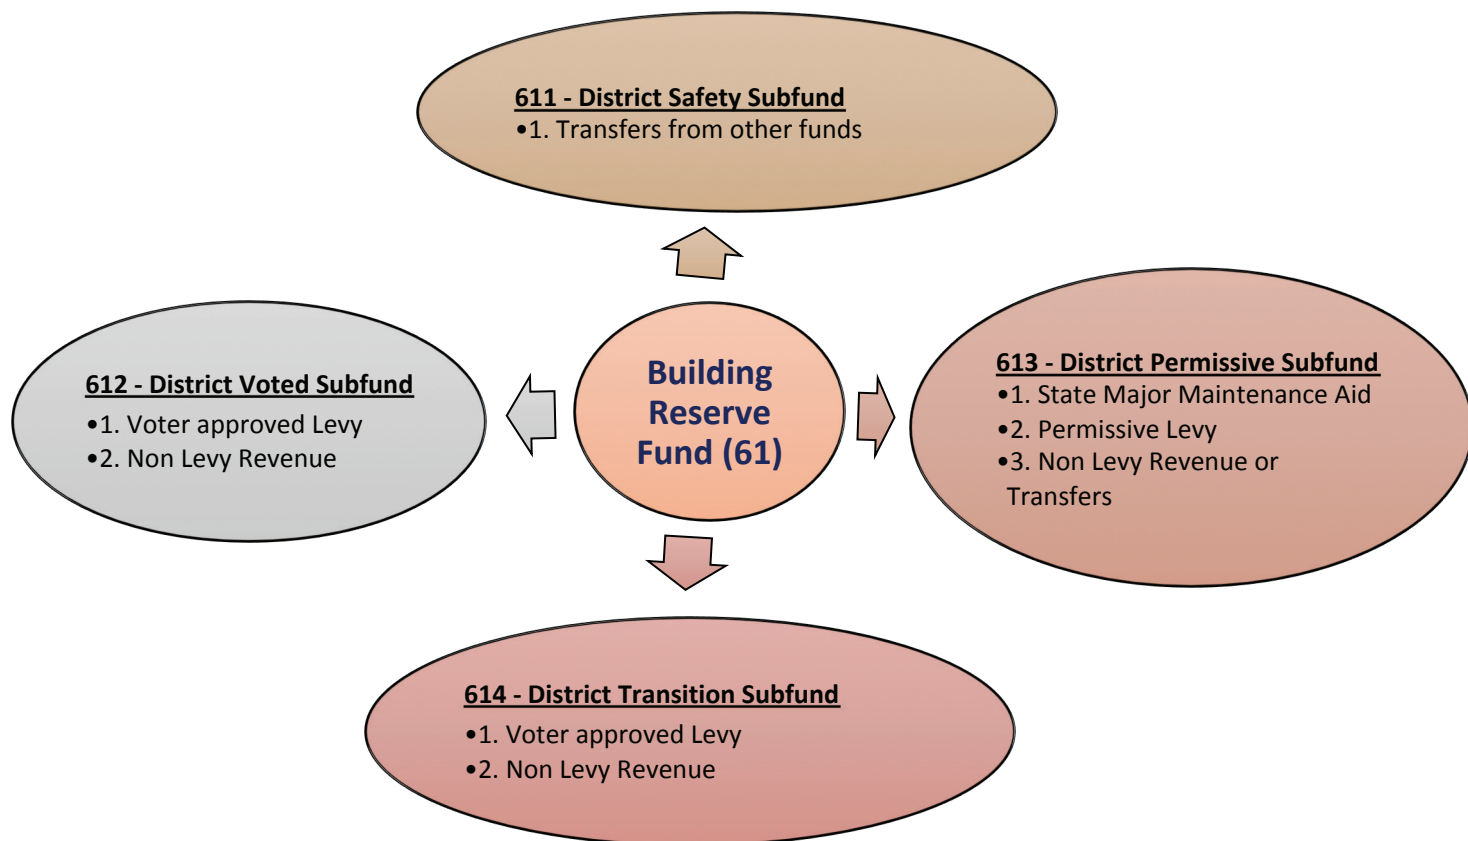 611 - District Safety Subfund
•1. Transfers from other funds
612 - District Voted Subfund
•1. Voter approved Levy
•2. Non Levy Revenue
Building
Reserve
Fund (61)
613 - District Permissive Subfund
•1. State Major Maintenance Aid
•2. Permissive Levy
•3. Non Levy Revenue or
Transfers
614 - District Transition Subfund
•1. Voter approved Levy
•2. Non Levy Revenue